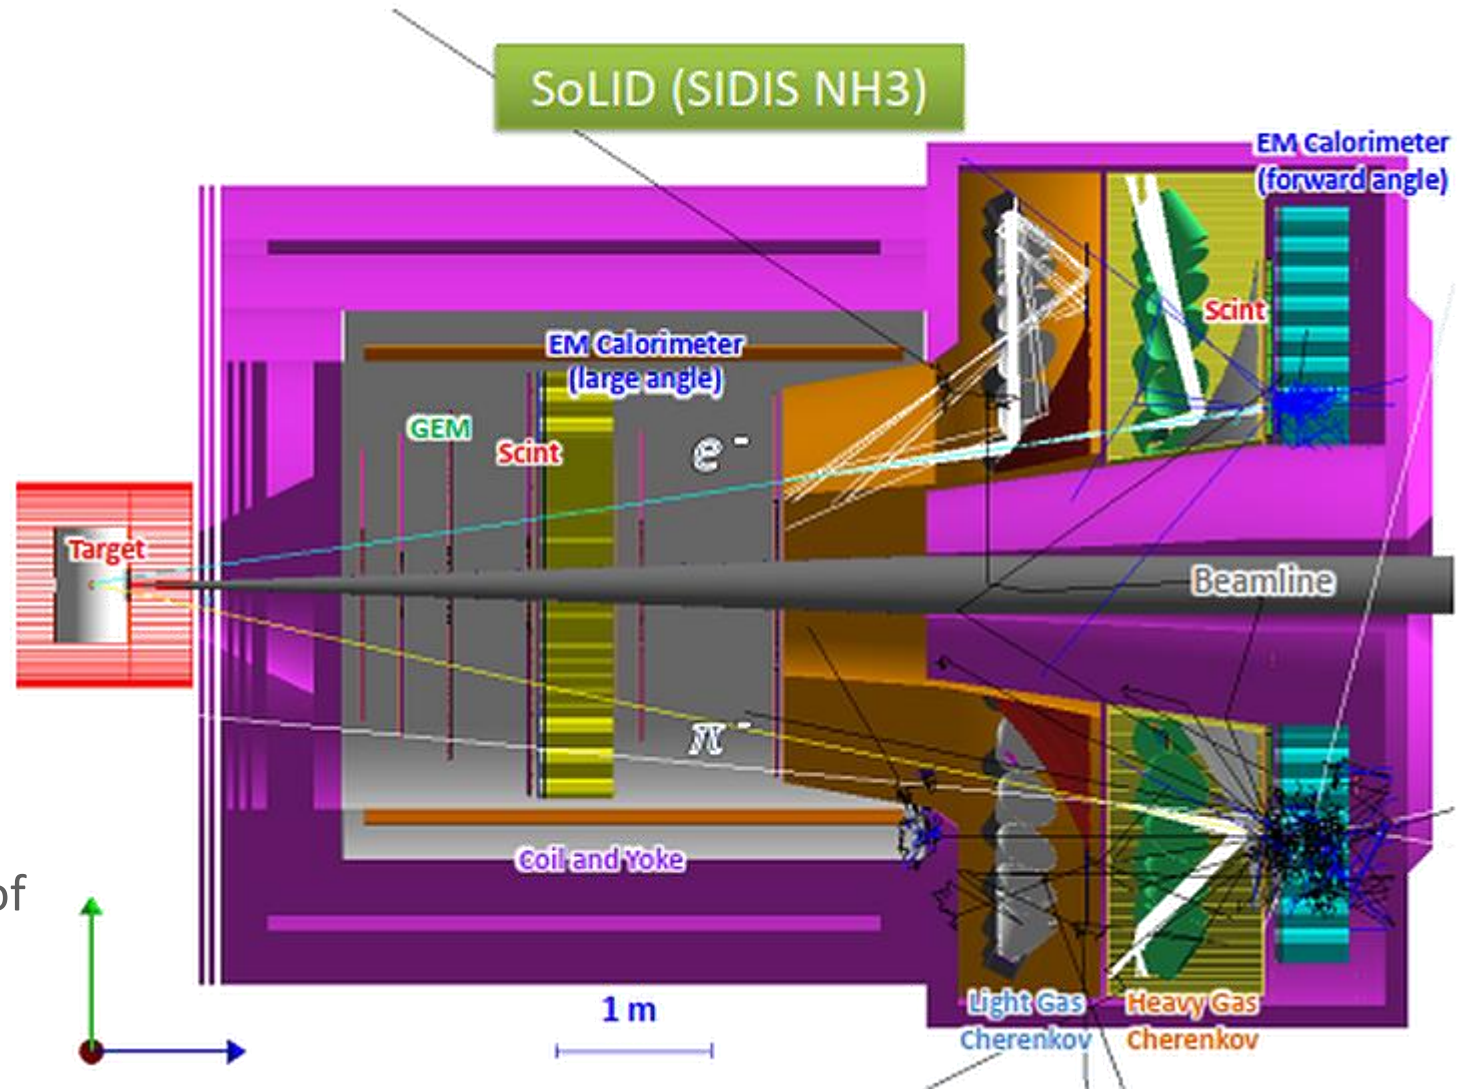 SoLID (SIDIS NH3)
EM Calorimeter
(forward angle)
Scint
EM Calorimeter
(large angle)
GEM
Scint
e-
Target
Beamline
π-
Coil and Yoke
of
1 m
Light Gas
Cherenkov
Heavy Gas
Cherenkov